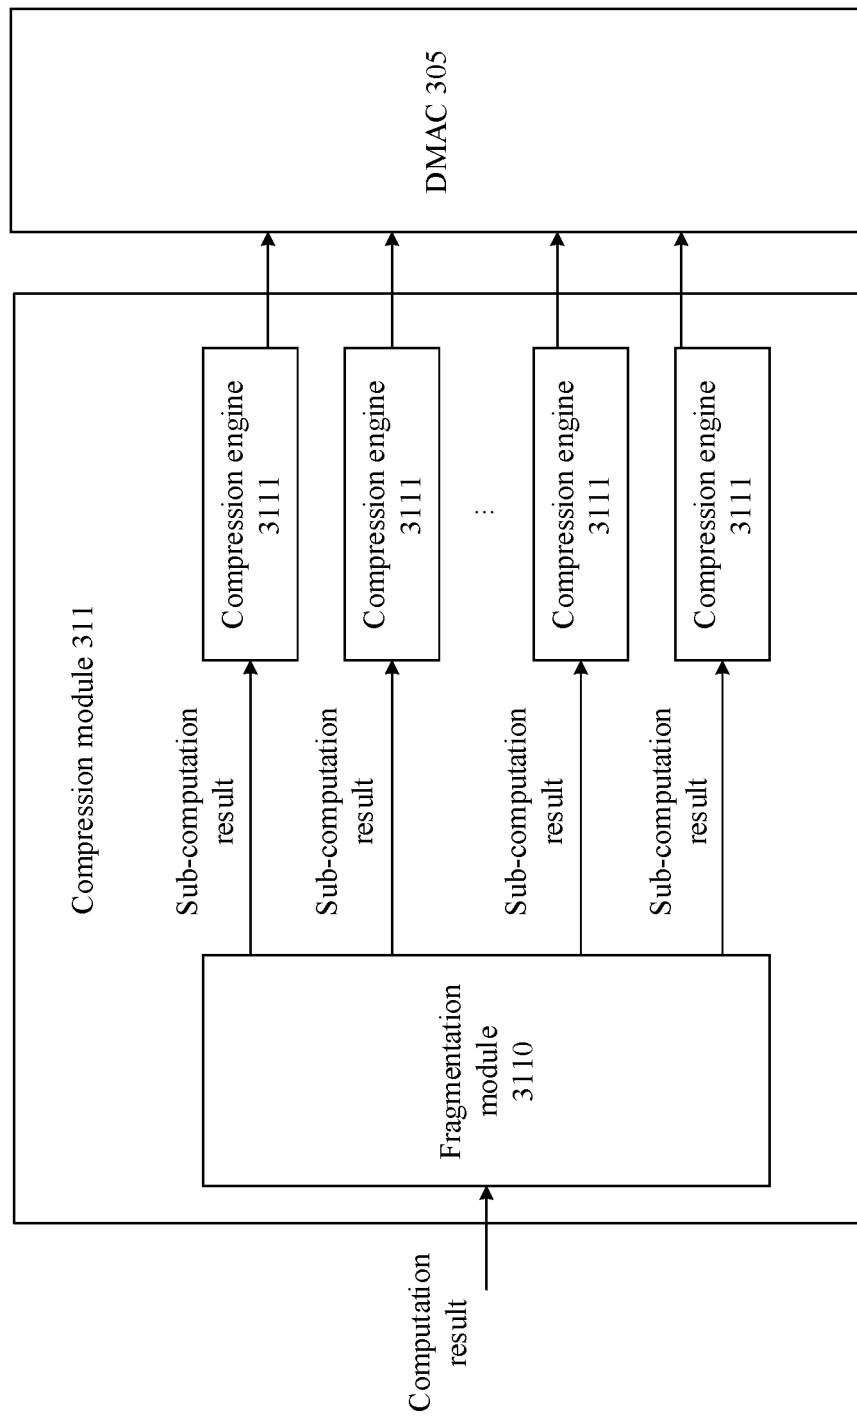 Computation
result
Compression module 311
Fragmentation
module
3110
Sub-computation
result
Sub-computation
result
Sub-computation
result
Sub-computation
result
Compression engine
3111
Compression engine
3111
...
Compression engine
3111
Compression engine
3111
DMAC 305